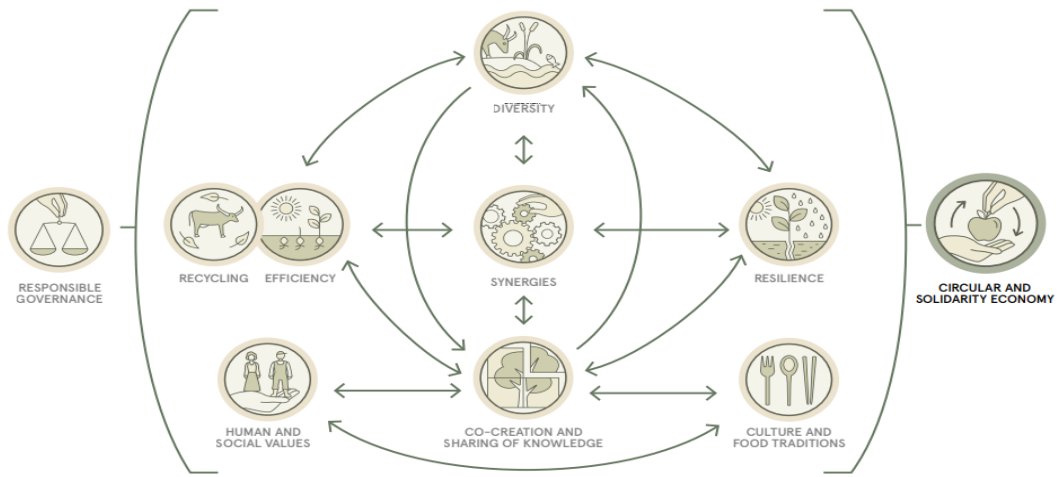 DIVERSITY
RECYCLING
EFFICIENCY
SYNERGIES
RESILIENCE
RESPONSIBLE
GOVERNANCE
CIRCULAR AND
SOLIDARITY ECONOMY
HUMAN AND
SOCIAL VALUES
CO-CREATION AND
SHARING OF KNOWLEDGE
CULTURE AND
FOOD TRADITIONS